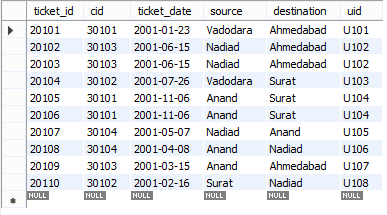 ticket_id cid ticket_date source destination uid
20101 30101 2001-01-23 Vadodara Ahmedabad U101
20102 30103 2001-06-15 Nadiad Ahmedabad U102
20103 30103 2001-06-15 Nadiad Ahmedabad U102
20104 30102 2001-07-26 Vadodara Surat U103
20105 30101 2001-11-06 Anand Surat U104
20106 30101 2001-11-06 Anand Surat U104
20107 30104 2001-05-07 Nadiad Anand U105
20108 30104 2001-04-08 Anand Nadiad U106
20109 30103 2001-03-15 Anand Ahmedabad U107
20110 30102 2001-02-16 Surat Nadiad U108
NULL NULL NULL NULL NULL NULL